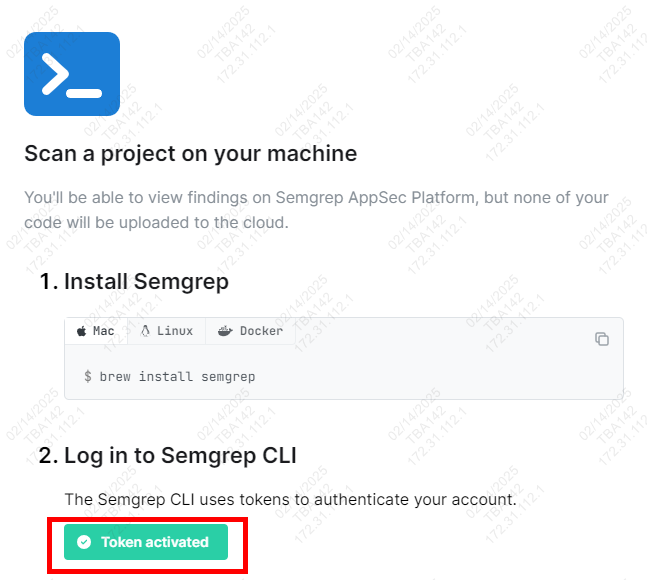 Scan a project on your machine
You'll be able to view findings on Semgrep AppSec Platform, but none of your
code will be uploaded to the cloud.
1. Install Semgrep
Mac Linux Docker
$ brew install semgrep
2. Log in to Semgrep CLI
The Semgrep CLI uses tokens to authenticate your account.
Token activated
02/14/2025
TBA142
172.31.112.1